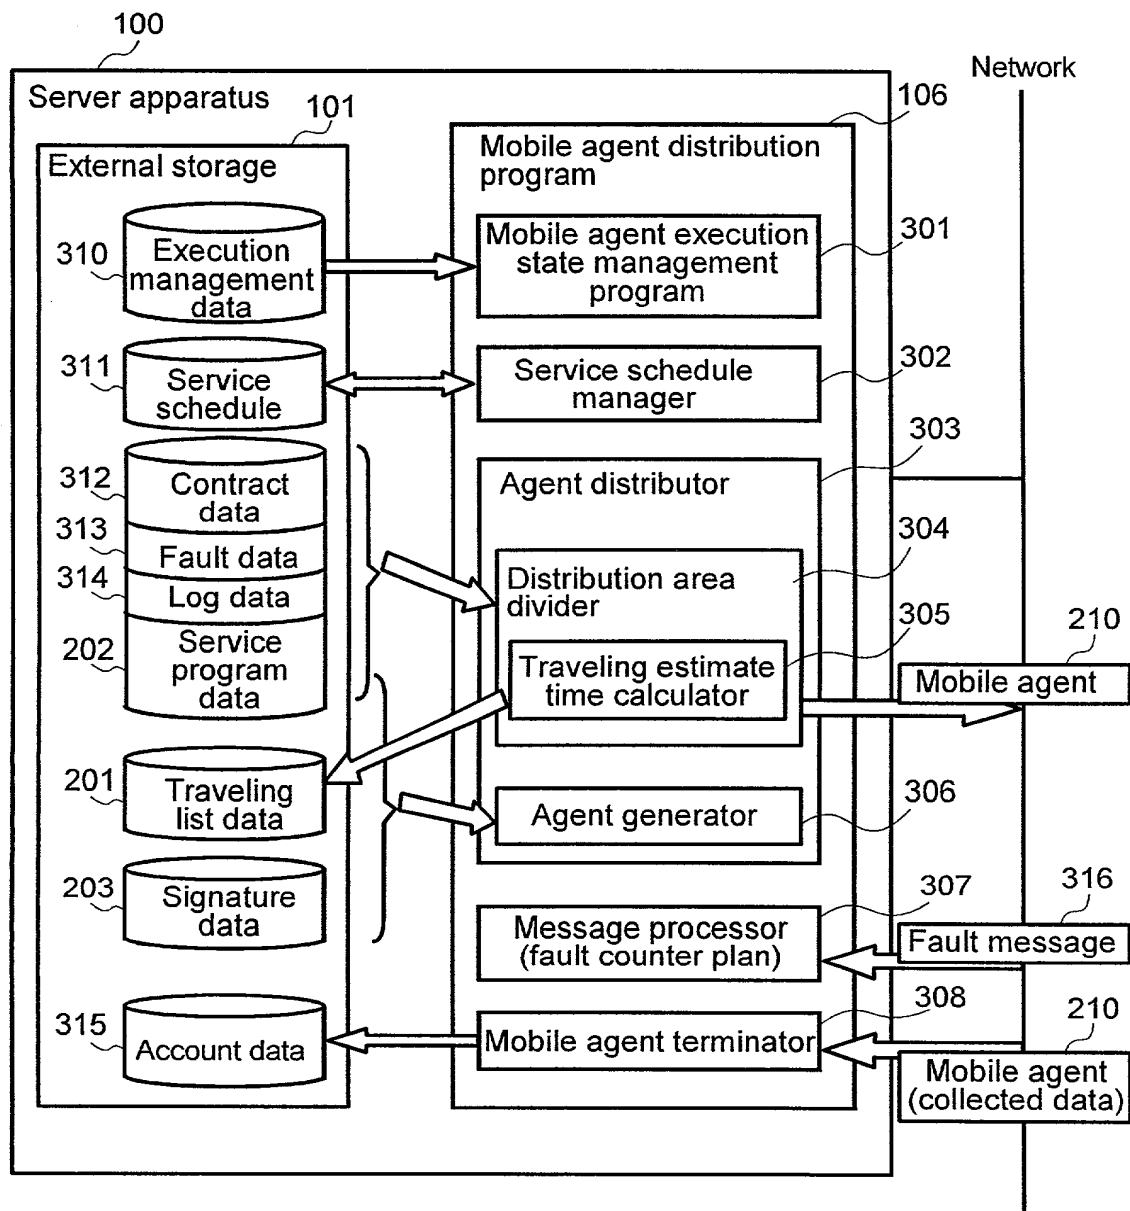 100
Network
Server apparatus
101
106
External storage
Mobile agent distribution
program
310
Execution
management
data
Mobile agent execution
state management
program
301
311
Service
schedule
Service schedule
manager
302
303
312
Contract
data
Agent distributor
313
Fault data
304
314
Log data
Distribution area
divider
202
Service
program
data
305
Traveling estimate
time calculator
210
Mobile agent
201
Traveling
list data
Agent generator
306
203
Signature
data
307
Message processor
(fault counter plan)
316
Fault message
315
Account data
308
Mobile agent terminator
210
Mobile agent
(collected data)